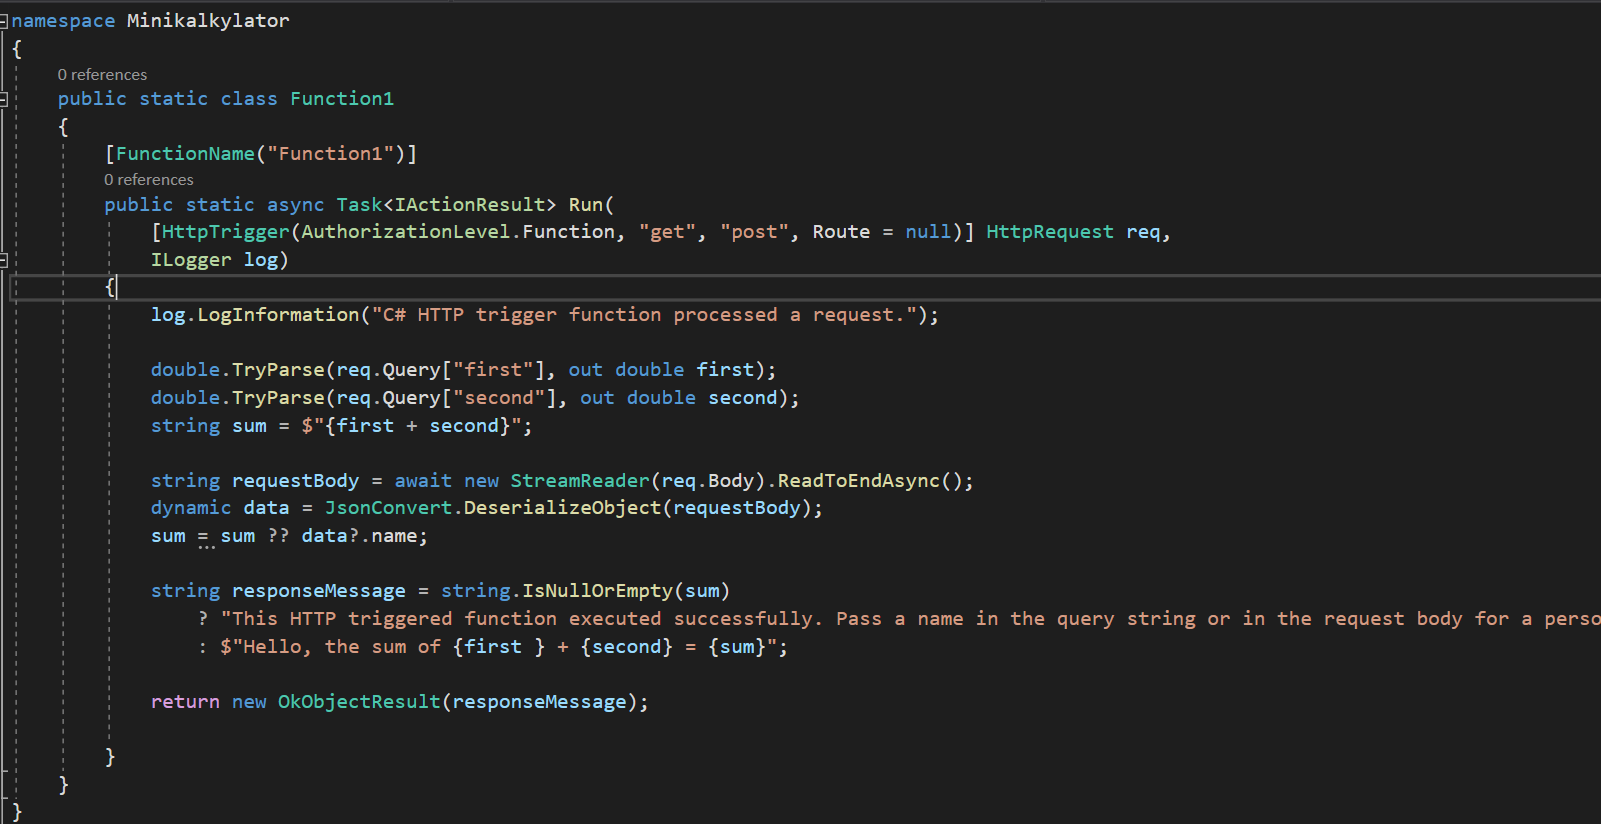 namespace Minikalkylator
{
0 references
public static class Function1
{
[FunctionName("Function1")]
0 references
public static async Task<IActionResult> Run(
[HttpTrigger(AuthorizationLevel.Function, "get", "post", Route = null)] HttpRequest req,
ILogger log)
{
log.LogInformation("C# HTTP trigger function processed a request.");
double.TryParse(req.Query["first"], out double first);
double.TryParse(req.Query["second"], out double second);
string sum = $"{first + second}";
string requestBody = await new StreamReader(req.Body).ReadToEndAsync();
dynamic data = JsonConvert.DeserializeObject(requestBody);
sum = sum ?? data?.name;
string responseMessage = string.IsNullOrEmpty(sum)
? "This HTTP triggered function executed successfully. Pass a name in the query string or in the request body for a perso
: $"Hello, the sum of {first } + {second} = {sum}";
return new OkObjectResult(responseMessage);
}
}
}